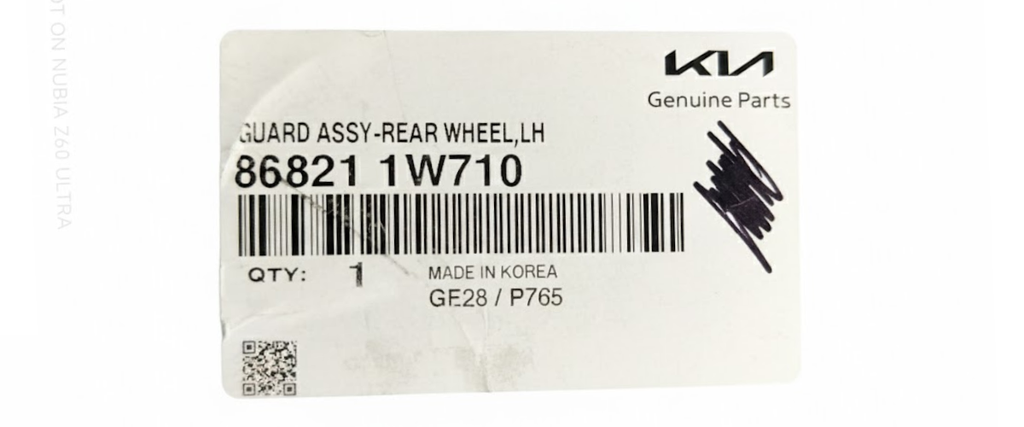 KIA
Genuine Parts
GUARD ASSY-REAR WHEEL,LH
86821 1W710
QTY: 1
MADE IN KOREA
GE28 / P765
OT ON NUBIA Z60 ULTRA